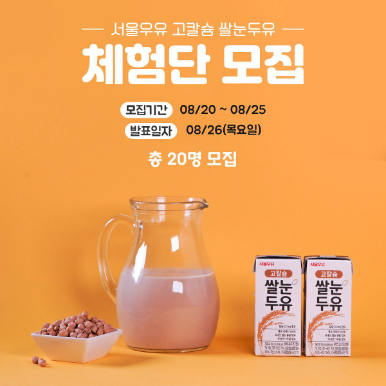 서울우유 고칼슘 쌀눈두유
체험단 모집
모집기간 08/20 ~ 08/25
발표일자 08/26(목요일)
총 20명 모집
서울우유 서울우유
고칼슘 고칼슘
쌀눈 쌀눈
두유 두유